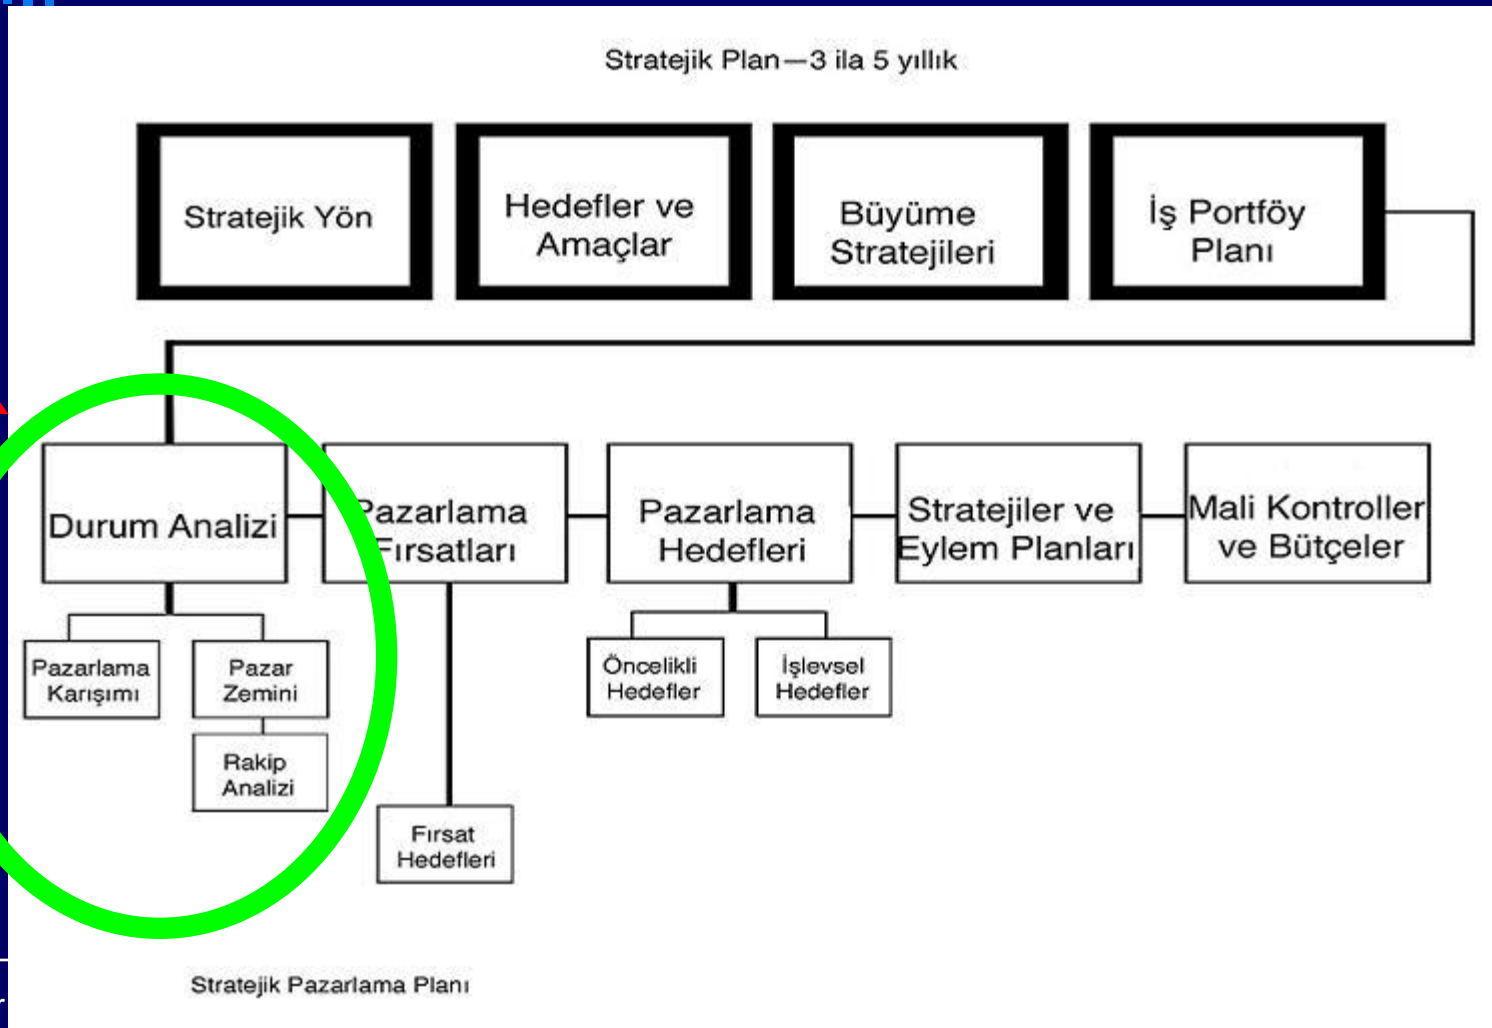 Stratejik Plan—3 ila 5 yıllık
Stratejik Yön
Hedefler ve
Amaçlar
Büyüme
Stratejileri
İş Portföy
Planı
Durum Analizi
Pazarlama
Fırsatları
Pazarlama
Hedefleri
Stratejiler ve
Eylem Planları
Mali Kontroller
ve Bütçeler
Pazarlama
Karışımı
Pazar
Zemini
Rakip
Analizi
Fırsat
Hedefleri
Öncelikli
Hedefler
İşlevsel
Hedefler
Stratejik Pazarlama Planı